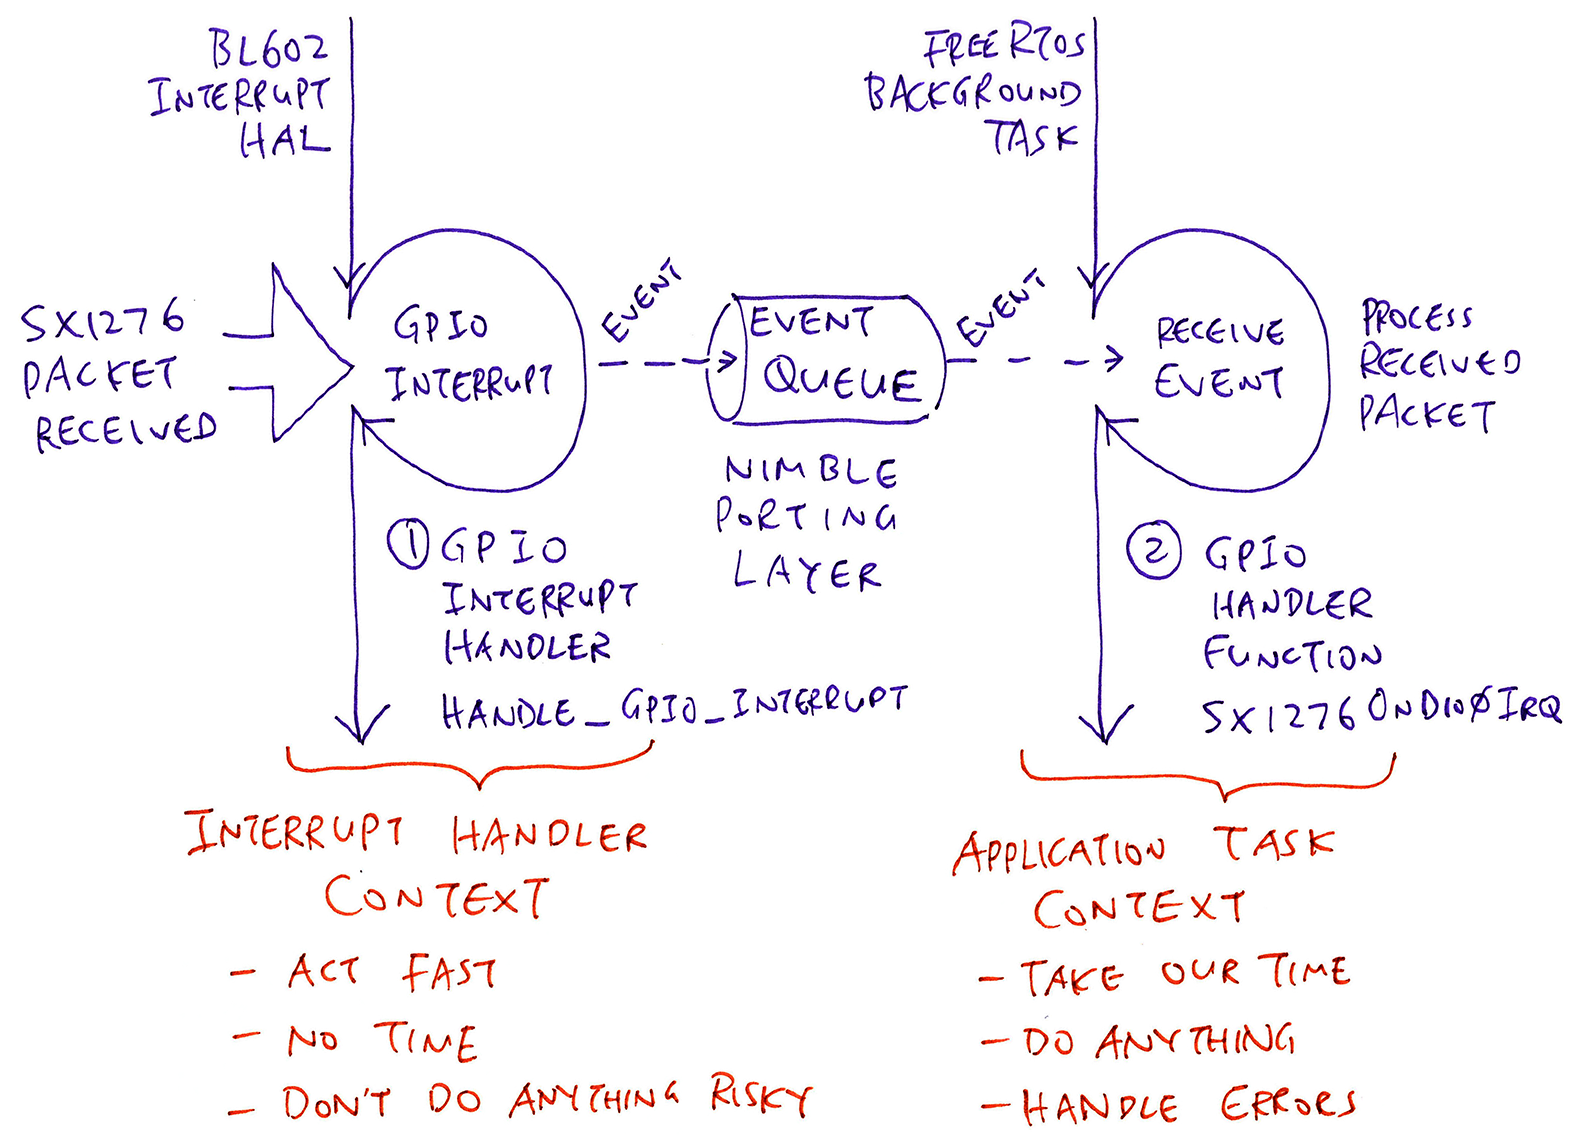 BL602
INTERRUPT
HAL
FREERTOS
BACKGROUND
TASK
SX1276
PACKET
RECEIVED
GPIO
INTERRUPT
EVENT
EVENT
QUEUE
NIMBLE
PORTING
LAYER
EVENT
RECEIVE
EVENT
PROCESS
RECEIVED
PACKET
1 GPIO
INTERRUPT
HANDLER
HANDLE_GPIO_INTERRUPT
2 GPIO
HANDLER
FUNCTION
SX1276ONDIO0IRQ
INTERRUPT HANDLER
CONTEXT
- ACT FAST
- NO TIME
- DON'T DO ANYTHING RISKY
APPLICATION TASK
CONTEXT
- TAKE OUR TIME
- DO ANYTHING
- HANDLE ERRORS